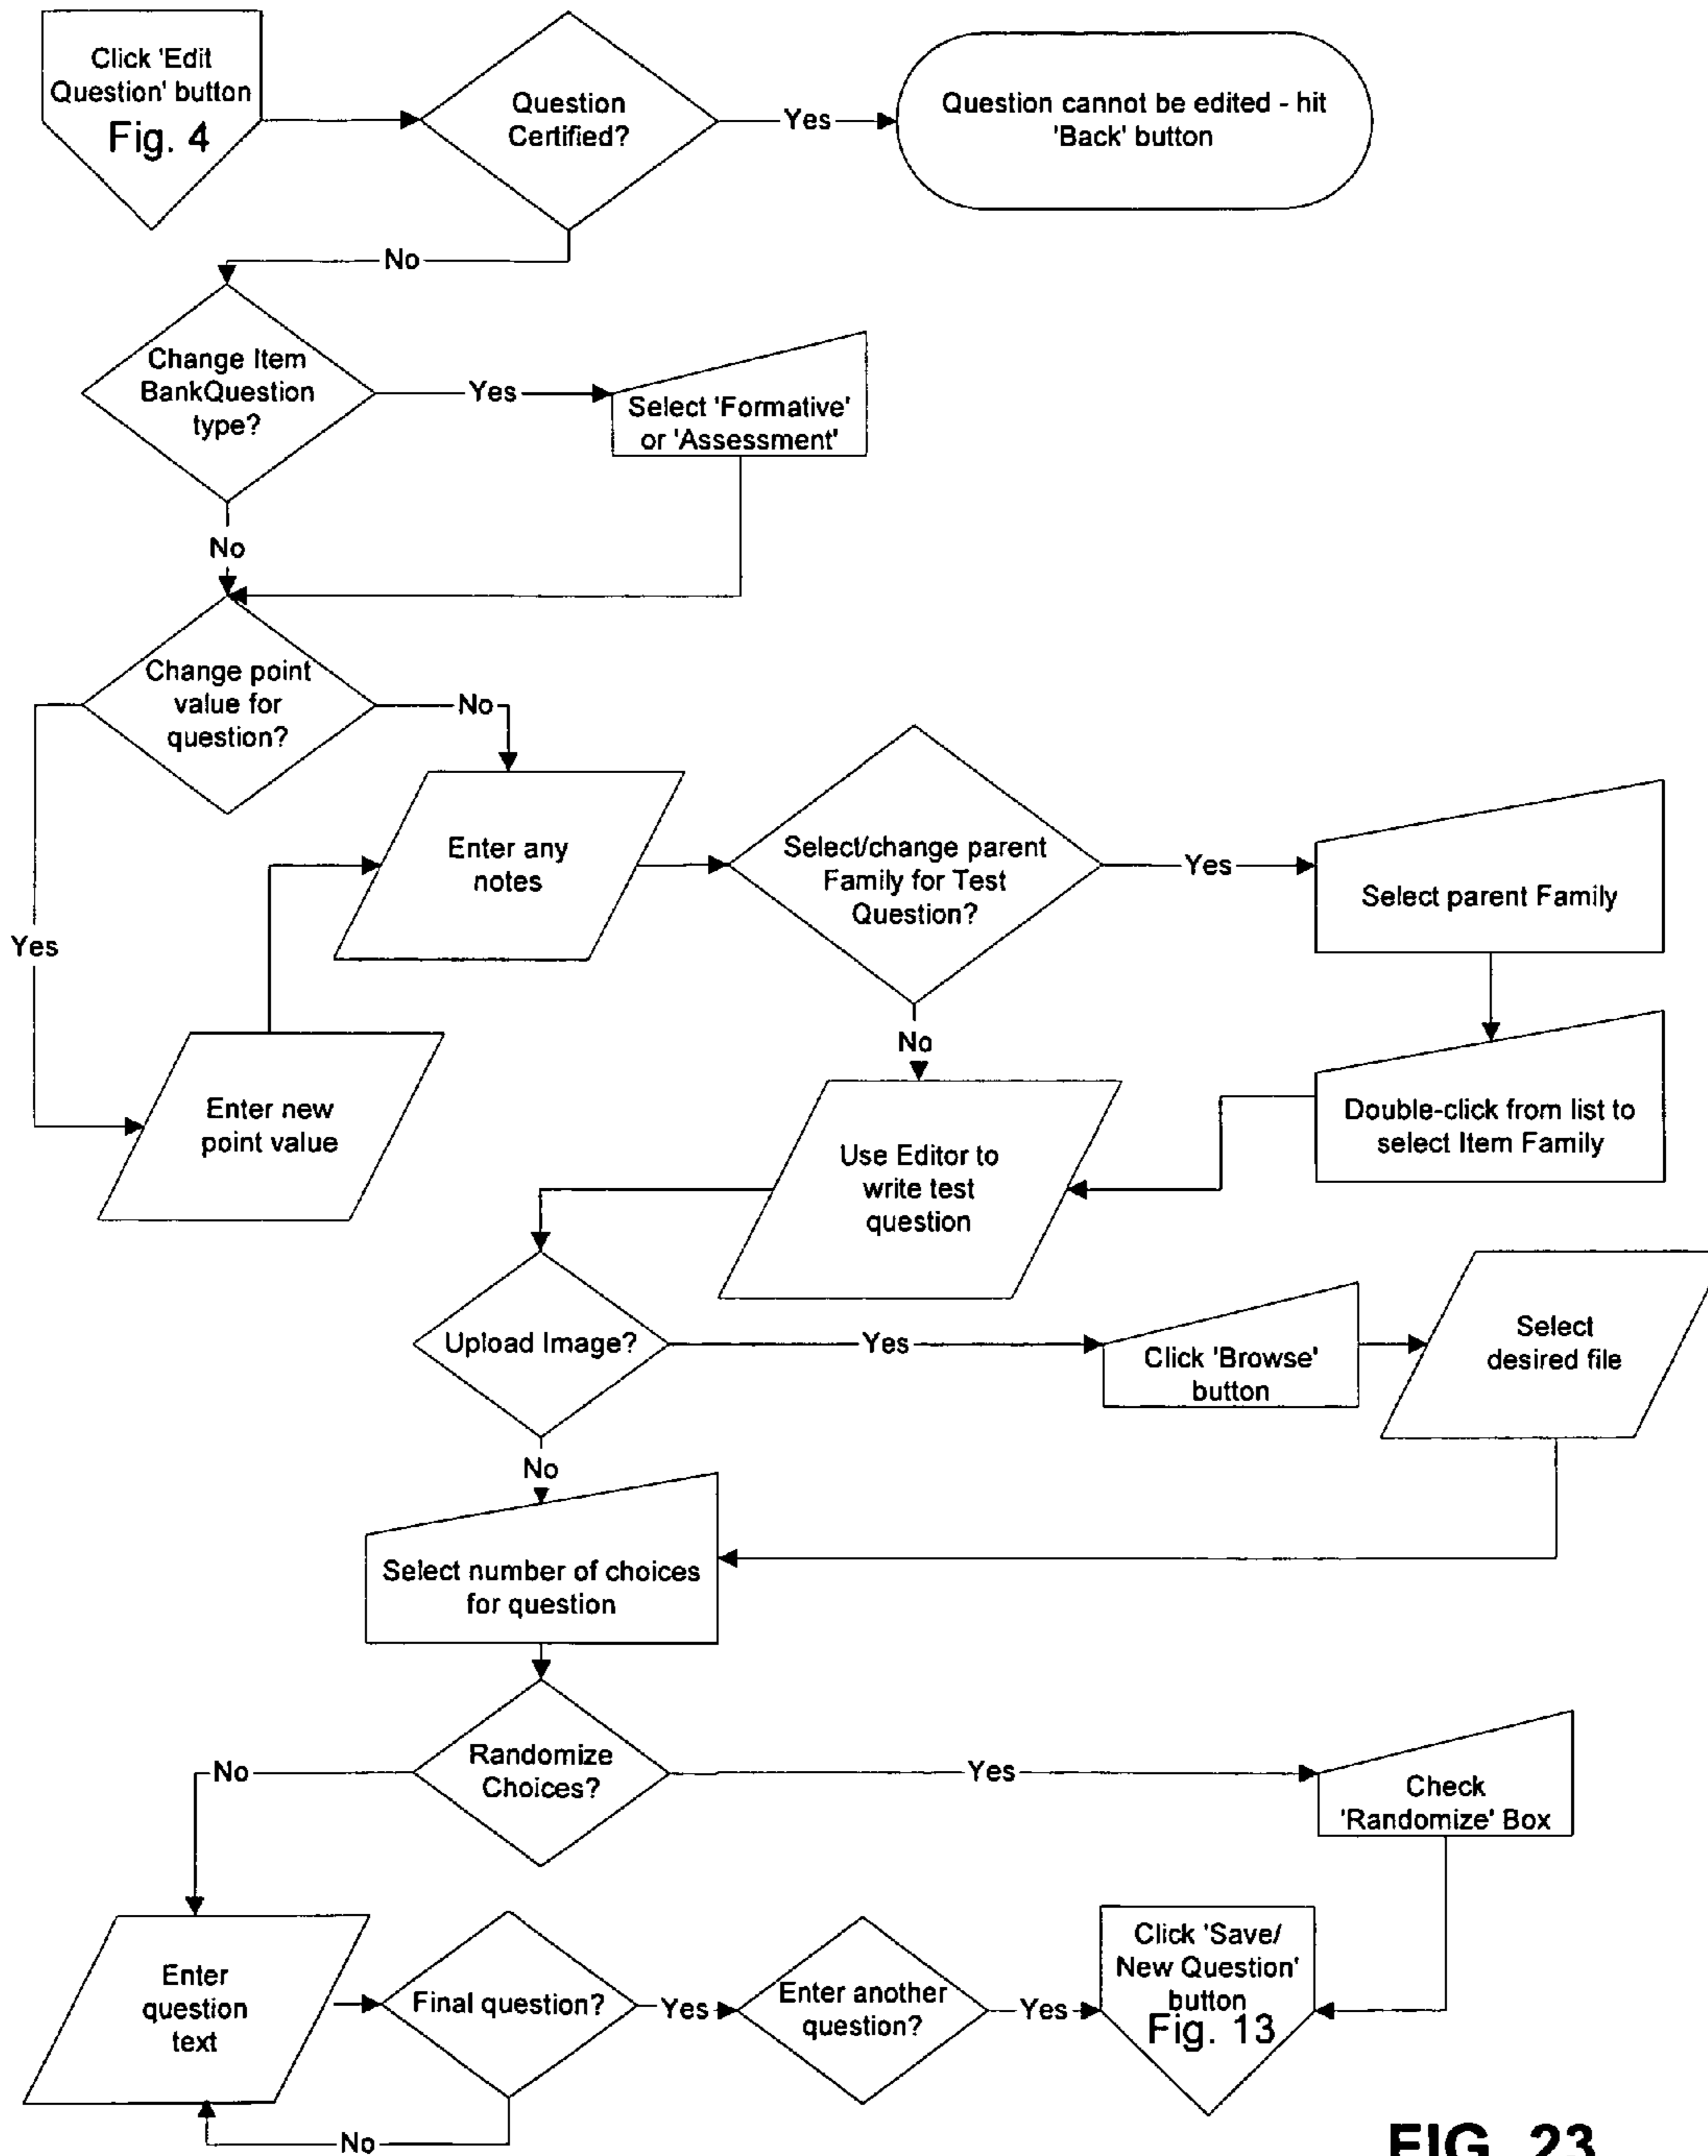 Click 'Edit
Question' button
Fig. 4
Question
Certified?
Yes
Question cannot be edited - hit
'Back' button
No
Change Item
BankQuestion
type?
Yes
Select 'Formative'
or 'Assessment'
No
Change point
value for
question?
No
Yes
Enter any
notes
Select/change parent
Family for Test
Question?
Yes
Select parent Family
No
Enter new
point value
Double-click from list to
select Item Family
Use Editor to
write test
question
Upload Image?
Yes
Click 'Browse'
button
Select
desired file
No
Select number of choices
for question
Randomize
Choices?
No
Yes
Check
'Randomize' Box
Enter
question
text
Final question?
Yes
Enter another
question?
Yes
Click 'Save/
New Question'
button
Fig. 13
No
FIG. 23